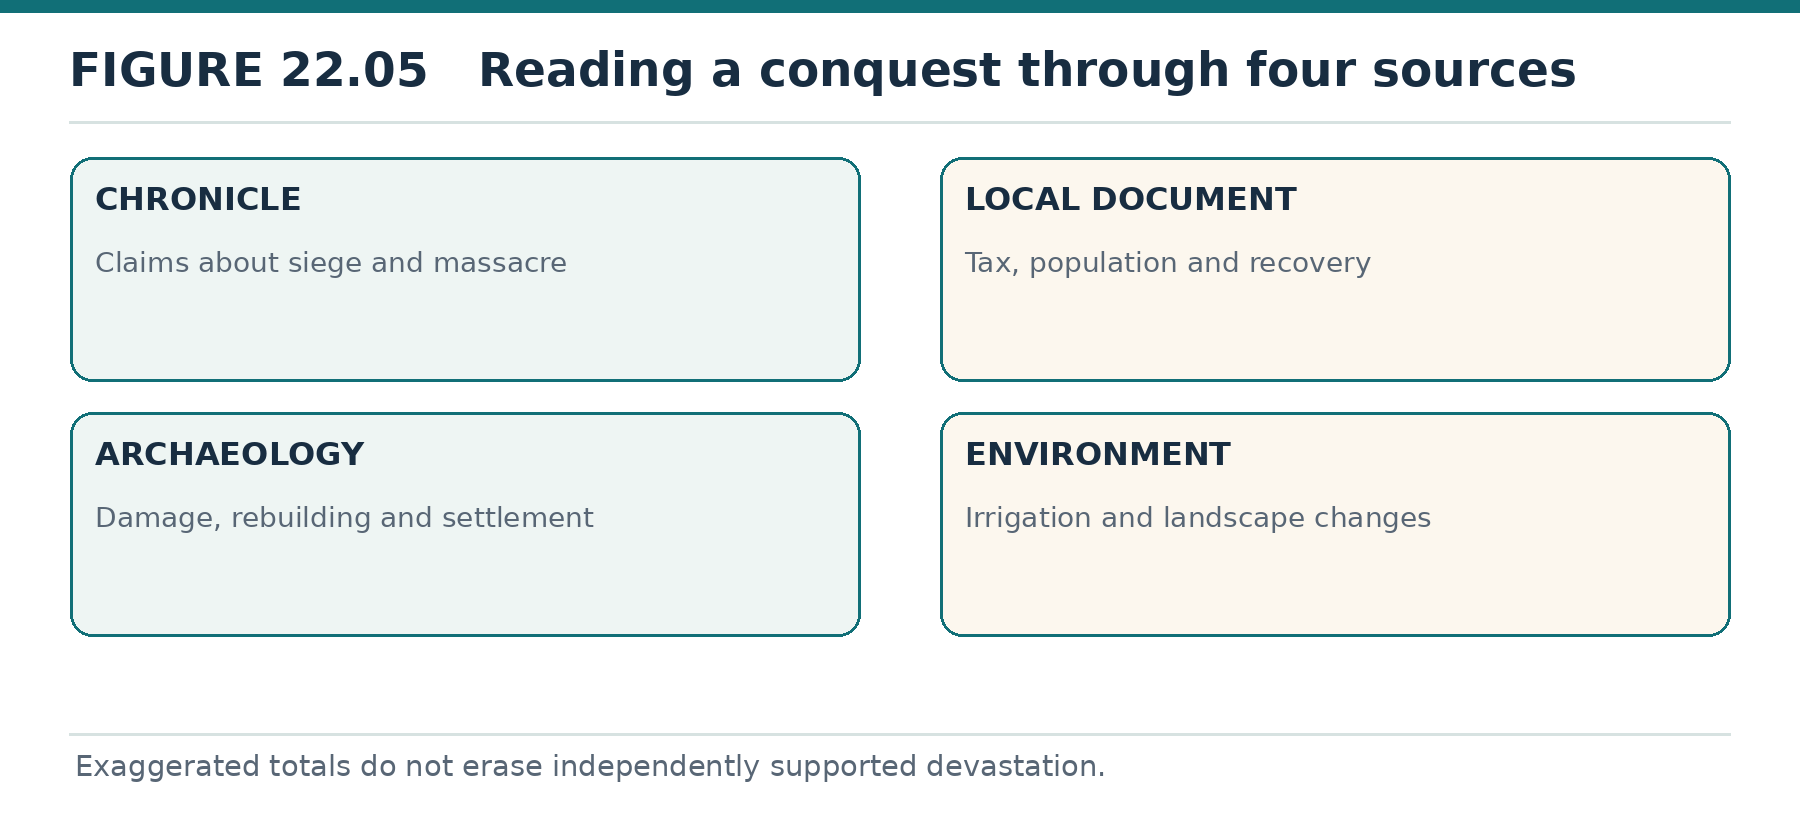 FIGURE 22.05 Reading a conquest through four sources
CHRONICLE
Claims about siege and massacre
LOCAL DOCUMENT
Tax, population and recovery
ARCHAEOLOGY
Damage, rebuilding and settlement
ENVIRONMENT
Irrigation and landscape changes
Exaggerated totals do not erase independently supported devastation.